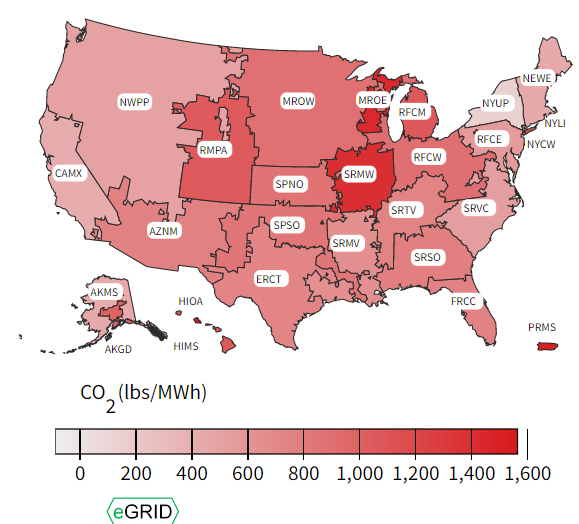 NEWE
NWPP
MROW
MROE
NYUP
RFCM
NYLI
RFCE
NYCW
RMPA
RFCW
CAMX
SRMW
SPNO
SRTV
SRVC
AZNM
SPSO
SRMV
SRSO
ERCT
AKMS
HIOA
FRCC
PRMS
AKGD
HIMS
CO2 (lbs/MWh)
0 200 400 600 800 1,000 1,200 1,400 1,600
eGRID